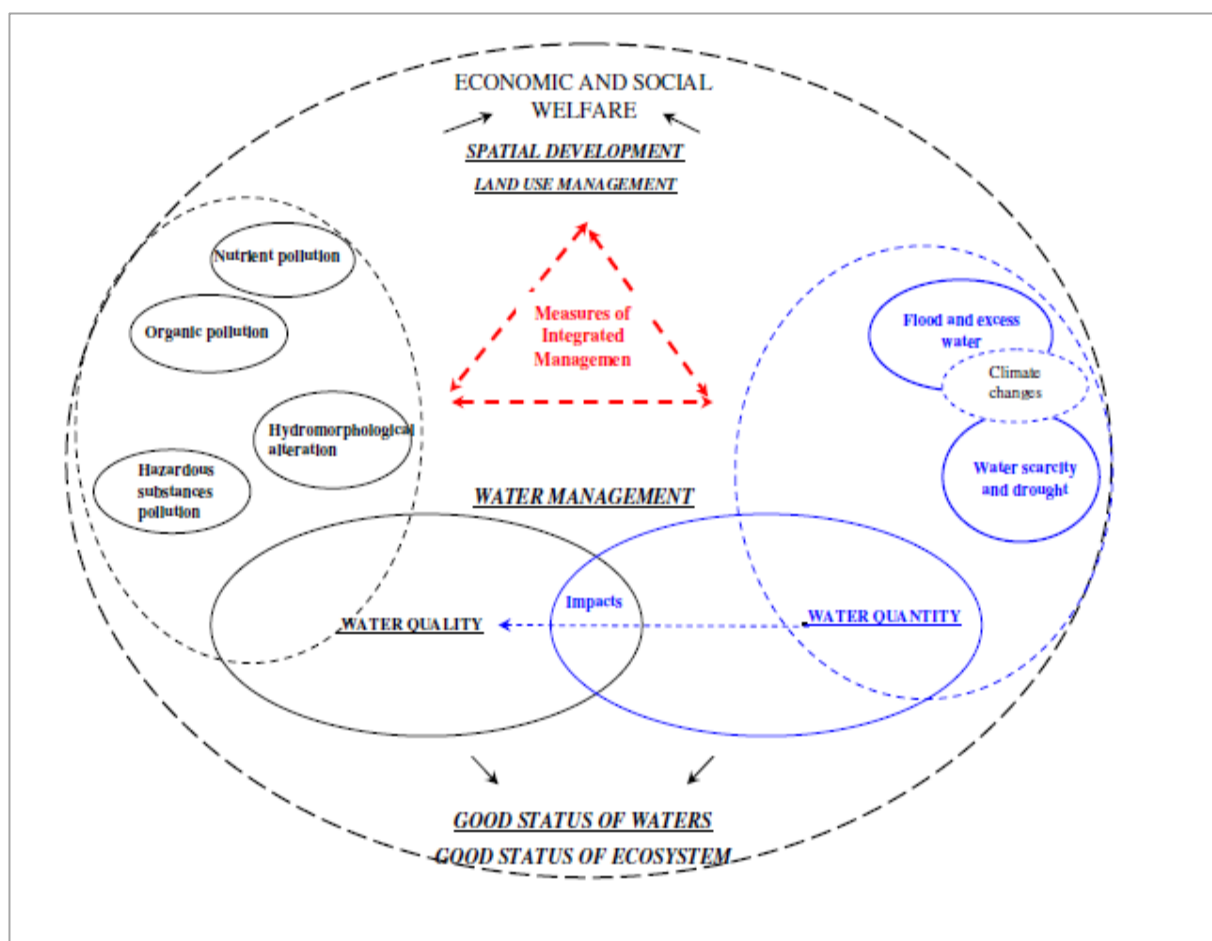 ECONOMIC AND SOCIAL
WELFARE
SPATIAL DEVELOPMENT
LAND USE MANAGEMENT
Nutrient pollution
Organic pollution
Hydromorphological
alteration
Hazardous
substances
pollution
Measures of
Integrated
Managemen
Flood and excess
water
Climate
changes
Water scarcity
and drought
WATER MANAGEMENT
Impacts
WATER QUALITY
WATER QUANTITY
GOOD STATUS OF WATERS
GOOD STATUS OF ECOSYSTEM